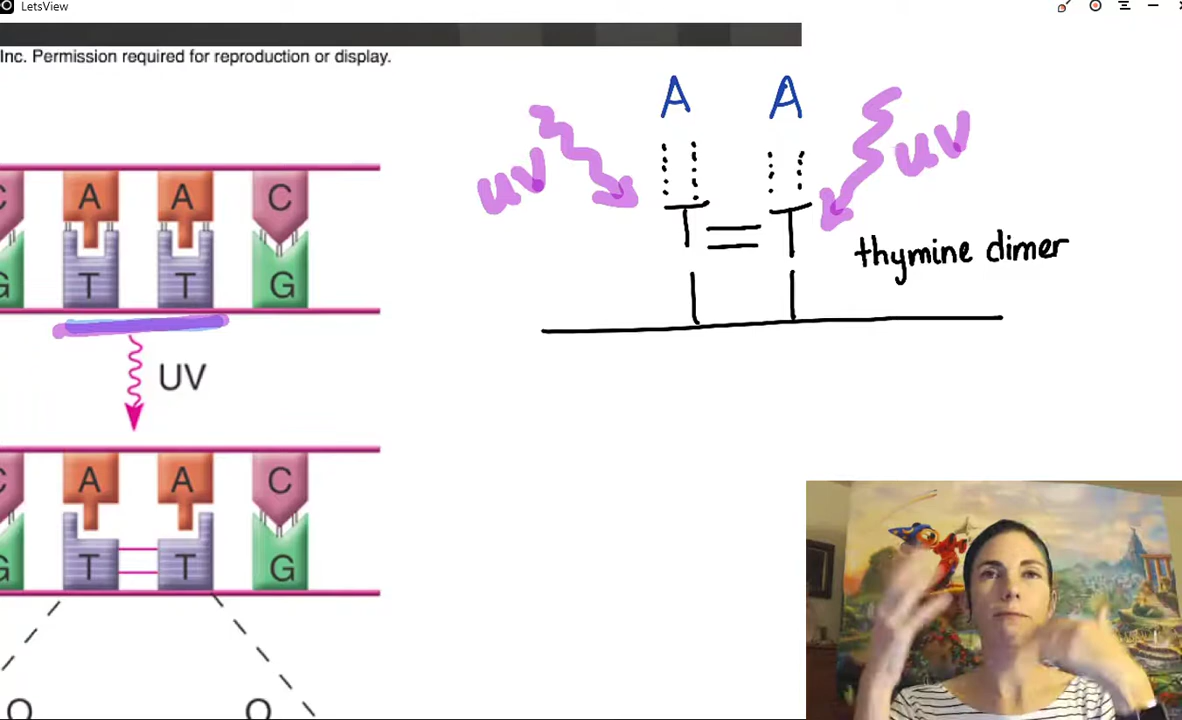 LetsView
Inc. Permission required for reproduction or display.
A A
UV UV
C A A C
G T T G
T = T
thymine dimer
UV
C A A C
G T T G
O O